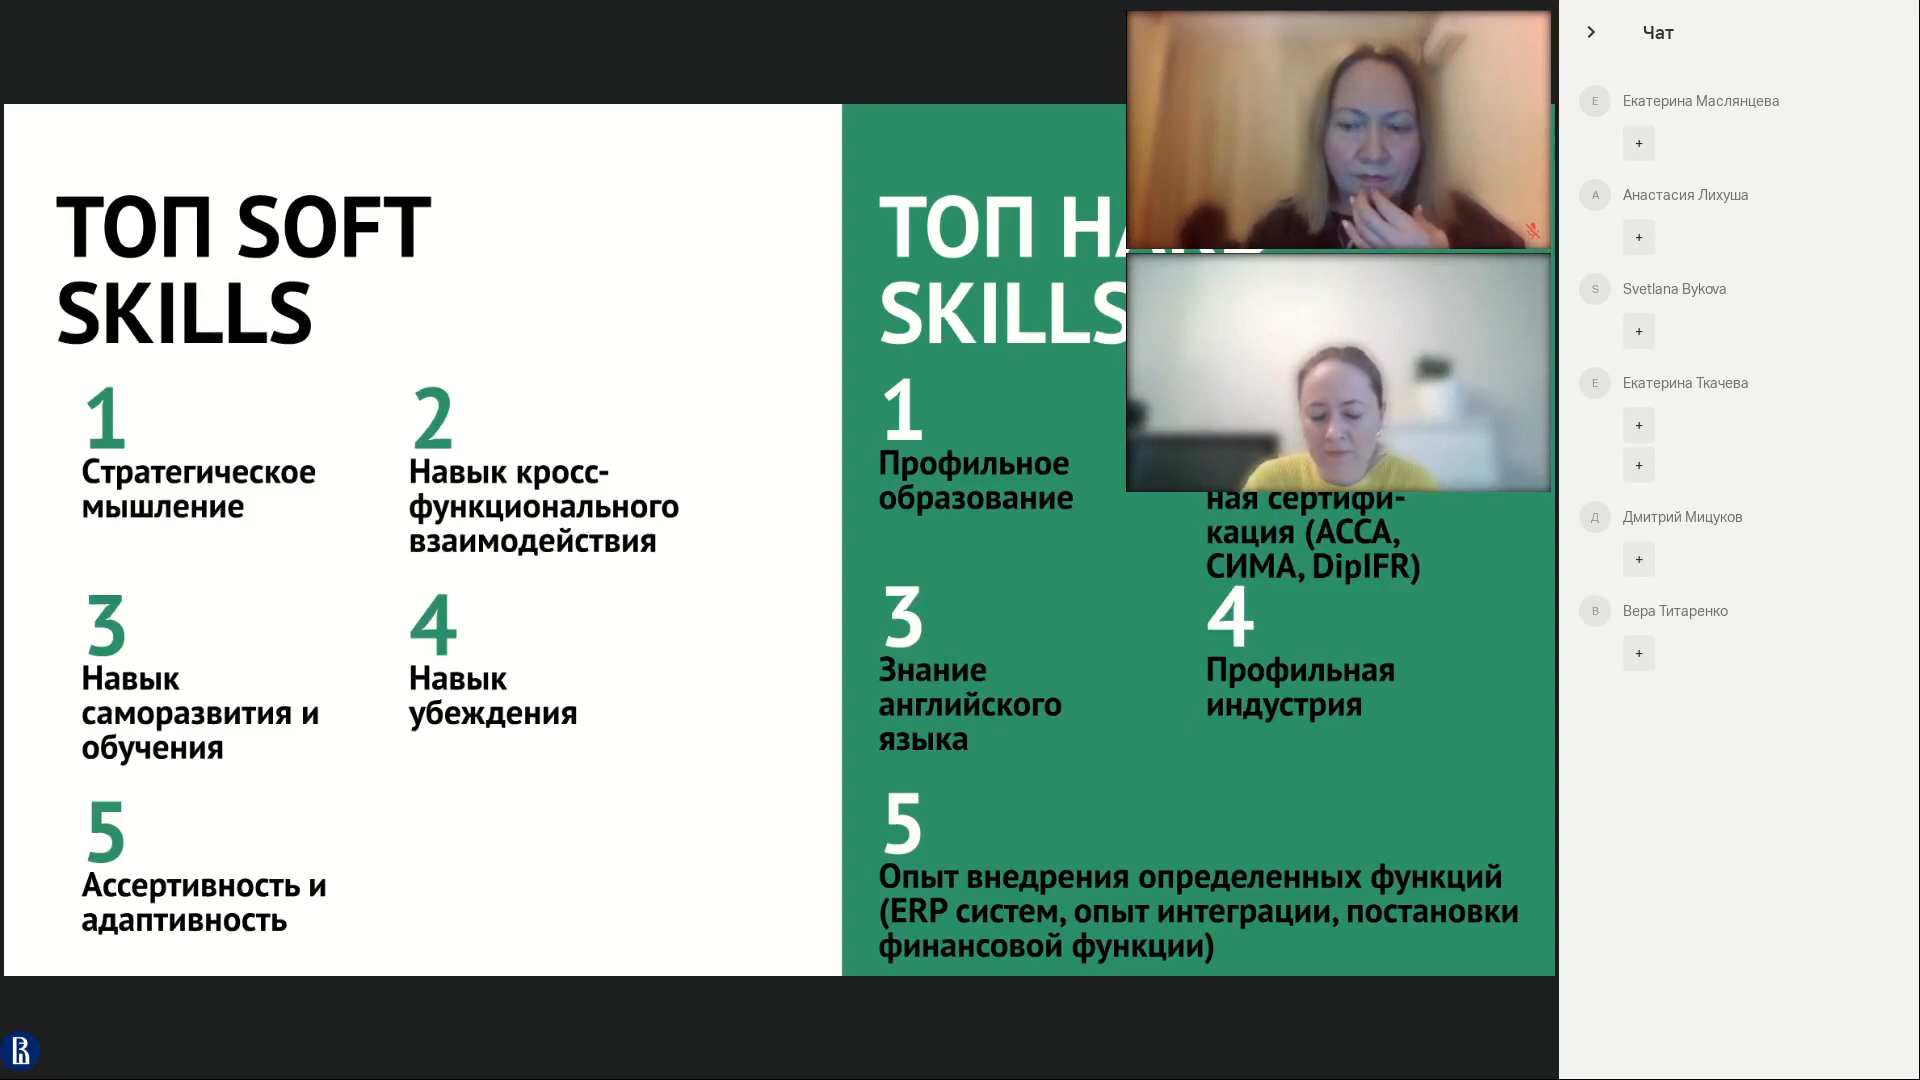 ТОП SOFT
SKILLS
1
Стратегическое
мышление
2
Навык кросс-
функционального
взаимодействия
3
Навык
саморазвития и
обучения
4
Навык
убеждения
5
Ассертивность и
адаптивность
ТОП
SKILLS
1
Профильное
образование
ная сертифи-
кация (АССА,
СИМА, DipIFR)
3
Знание
английского
языка
4
Профильная
индустрия
5
Опыт внедрения определенных функций
(ERP систем, опыт интеграции, постановки
финансовой функции)
Чат
Е
Екатерина Маслянцева
+
А
Анастасия Лихуша
+
S
Svetlana Bykova
+
Е
Екатерина Ткачева
+
+
Д
Дмитрий Мицуков
+
В
Вера Титаренко
+